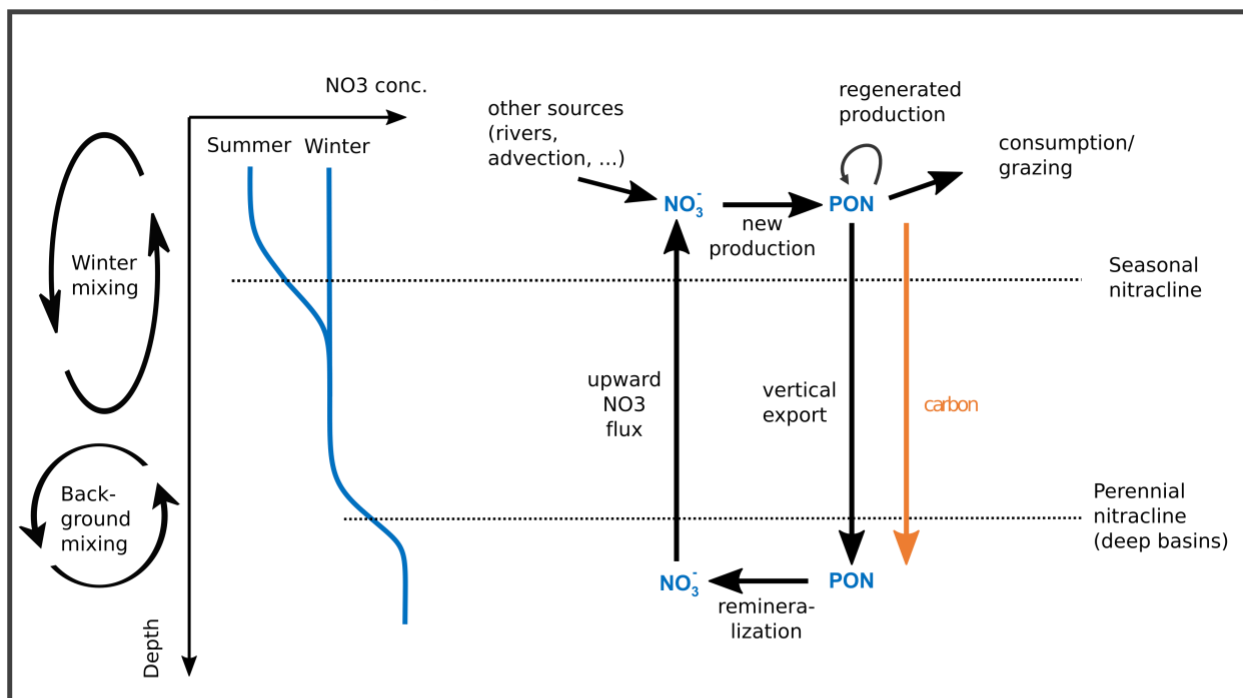 NO3 conc.
Summer
Winter
Winter
mixing
Back-
ground
mixing
Depth
other sources
(rivers,
advection, ...)
NO₃⁻
new
production
regenerated
production
PON
consumption/
grazing
Seasonal
nitracline
upward
NO3
flux
vertical
export
carbon
Perennial
nitracline
(deep basins)
NO₃⁻
reminera-
lization
PON